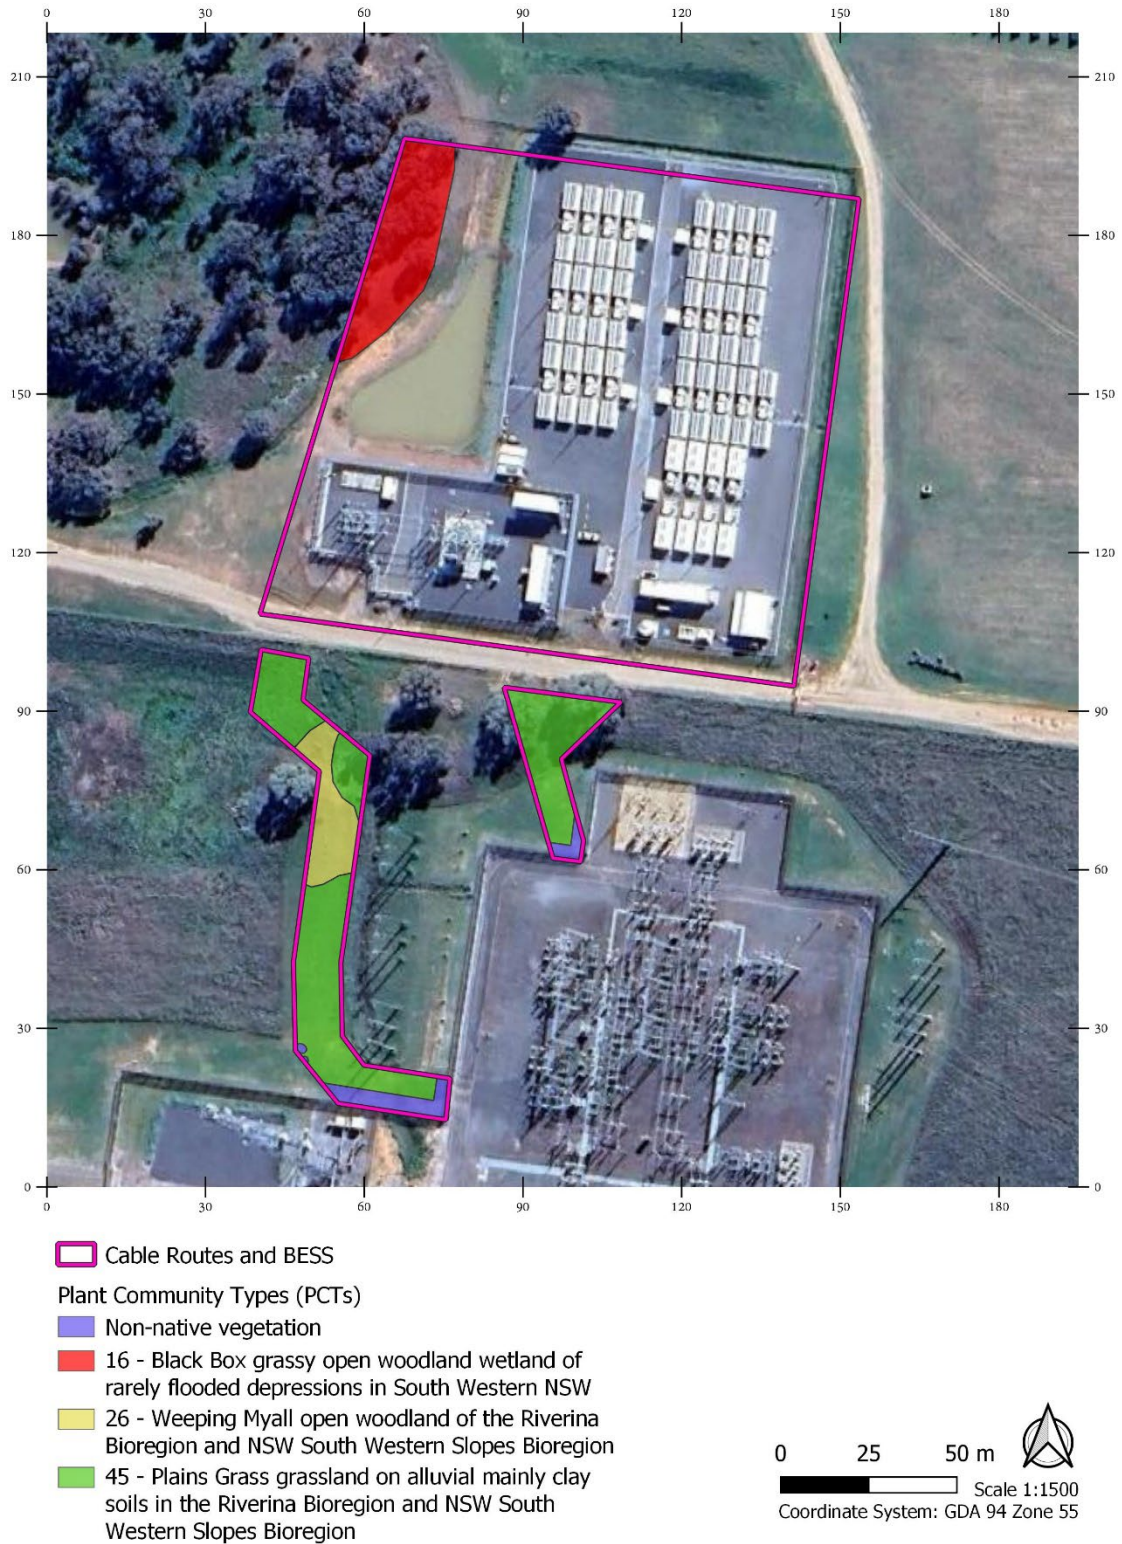 0 30 60 90 120 150 180
210 210
180 180
150 150
120 120
90 90
60 60
30 30
0 0
0 30 60 90 120 150 180
Cable Routes and BESS
Plant Community Types (PCTs)
Non-native vegetation
16 - Black Box grassy open woodland wetland of
rarely flooded depressions in South Western NSW
26 - Weeping Myall open woodland of the Riverina
Bioregion and NSW South Western Slopes Bioregion
45 - Plains Grass grassland on alluvial mainly clay
soils in the Riverina Bioregion and NSW South
Western Slopes Bioregion
0 25 50 m
Scale 1:1500
Coordinate System: GDA 94 Zone 55